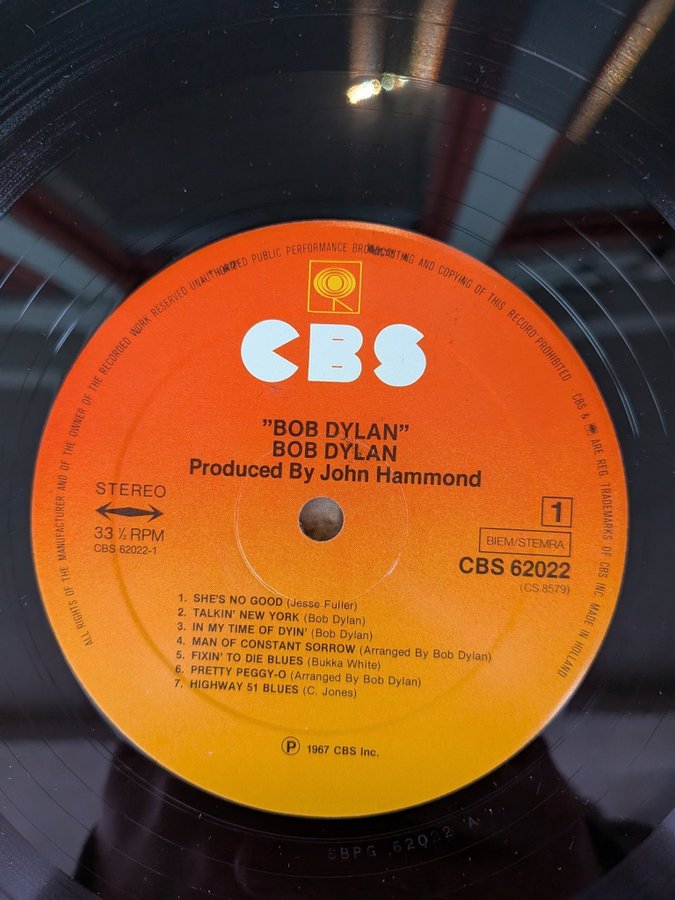 ALL RIGHTS OF THE MANUFACTURER AND OF THE OWNER OF THE RECORDED WORK RESERVED UNAUTHORIZED PUBLIC PERFORMANCE BROADCASTING AND COPYING OF THIS RECORD PROHIBITED CBS & ARE REG. TRADEMARKS OF CBS INC. MADE IN HOLLAND
CBS
"BOB DYLAN"
BOB DYLAN
Produced By John Hammond
STEREO
33 ⅓ RPM
CBS 62022-1
1
BIEM/STEMRA
CBS 62022
(CS 8579)
1. SHE'S NO GOOD (Jesse Fuller)
2. TALKIN' NEW YORK (Bob Dylan)
3. IN MY TIME OF DYIN' (Bob Dylan)
4. MAN OF CONSTANT SORROW (Arranged By Bob Dylan)
5. FIXIN' TO DIE BLUES (Bukka White)
6. PRETTY PEGGY-O (Arranged By Bob Dylan)
7. HIGHWAY 51 BLUES (C. Jones)
Ⓟ 1967 CBS Inc.
SBPG 62022 A